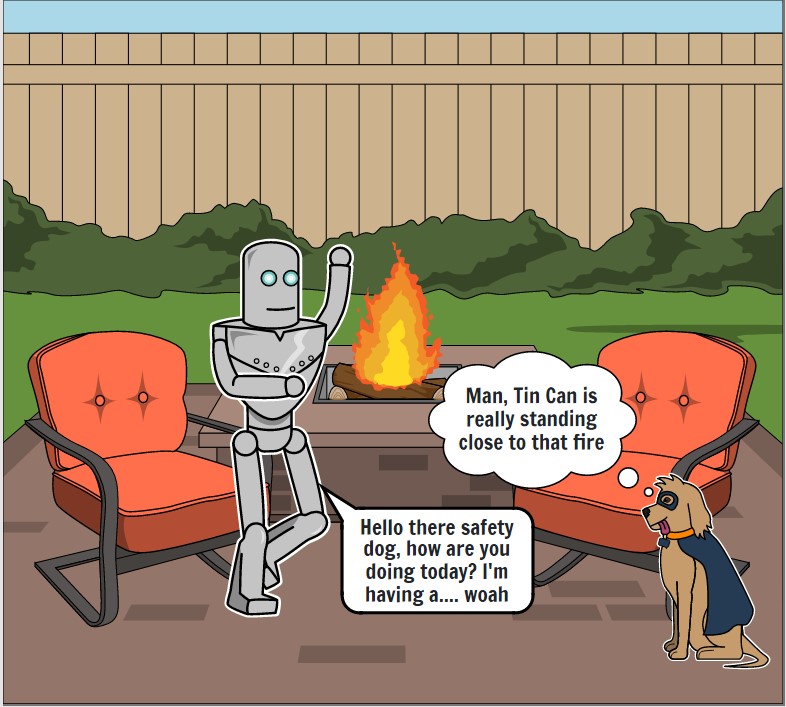 Man, Tin Can is
really standing
close to that fire
Hello there safety
dog, how are you
doing today? I'm
having a.... woah